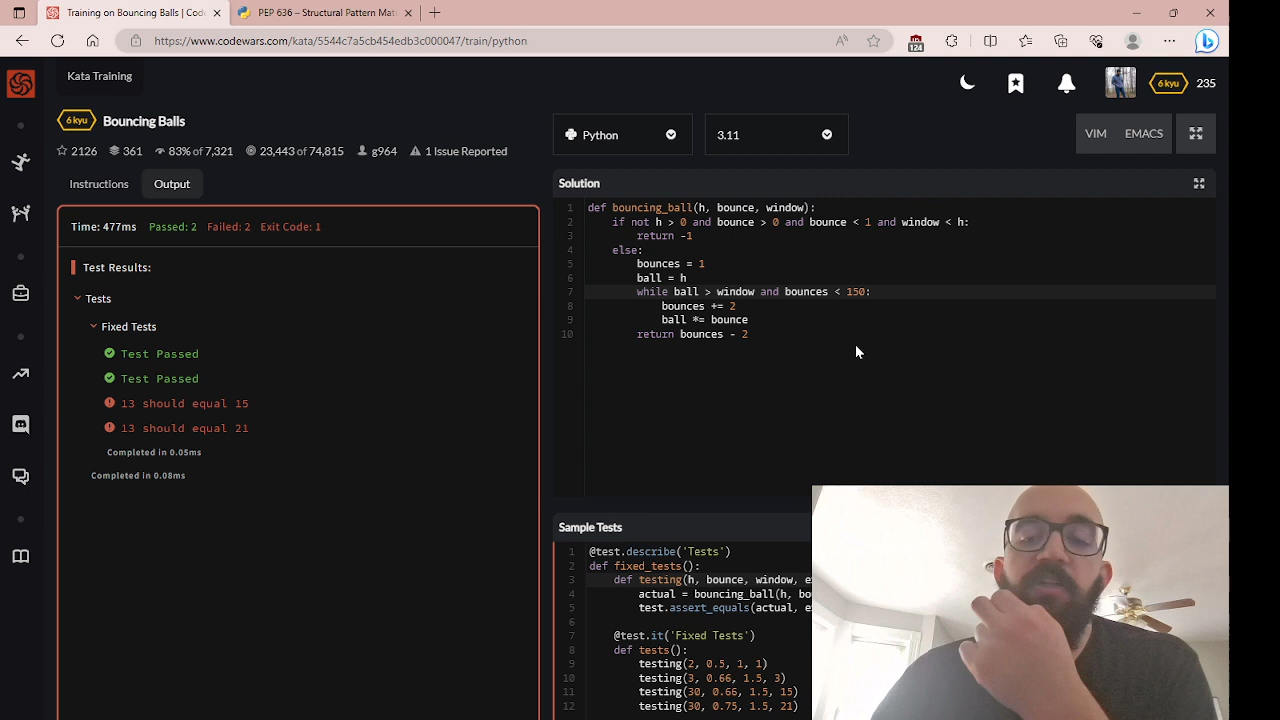 Training on Bouncing Balls | Cod
PEP 636 – Structural Pattern Mat
https://www.codewars.com/kata/5544c7a5cb454edb3c000047/train/python
124
Kata Training
6 kyu
235
6 kyu
Bouncing Balls
2126
361
83% of 7,321
23,443 of 74,815
g964
1 Issue Reported
Python
3.11
VIM
EMACS
Instructions
Output
Time: 477ms Passed: 2 Failed: 2 Exit Code: 1
Test Results:
Tests
Fixed Tests
Test Passed
Test Passed
13 should equal 15
13 should equal 21
Completed in 0.05ms
Completed in 0.08ms
Solution
1 def bouncing_ball(h, bounce, window):
2 if not h > 0 and bounce > 0 and bounce < 1 and window < h:
3 return -1
4 else:
5 bounces = 1
6 ball = h
7 while ball > window and bounces < 150:
8 bounces += 2
9 ball *= bounce
10 return bounces - 2
Sample Tests
1 @test.describe('Tests')
2 def fixed_tests():
3 def testing(h, bounce, window, e
4 actual = bouncing_ball(h, bo
5 test.assert_equals(actual, e
6
7 @test.it('Fixed Tests')
8 def tests():
9 testing(2, 0.5, 1, 1)
10 testing(3, 0.66, 1.5, 3)
11 testing(30, 0.66, 1.5, 15)
12 testing(30, 0.75, 1.5, 21)